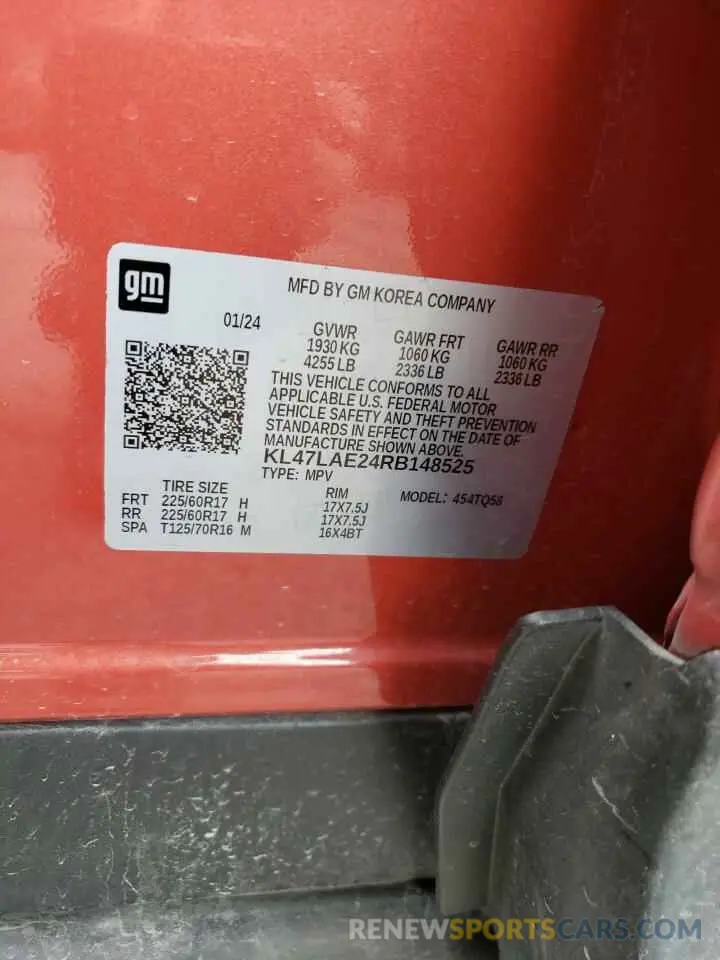 gm
MFD BY GM KOREA COMPANY
01/24
GVWR GAWR FRT GAWR RR
1930 KG 1060 KG 1060 KG
4255 LB 2336 LB 2336 LB
THIS VEHICLE CONFORMS TO ALL
APPLICABLE U.S. FEDERAL MOTOR
VEHICLE SAFETY AND THEFT PREVENTION
STANDARDS IN EFFECT ON THE DATE OF
MANUFACTURE SHOWN ABOVE.
KL47LAE24RB148525
TYPE: MPV
TIRE SIZE RIM MODEL: 454TQ58
FRT 225/60R17 H 17X7.5J
RR 225/60R17 H 17X7.5J
SPA T125/70R16 M 16X4BT
RENEWSPORTSCARS.COM